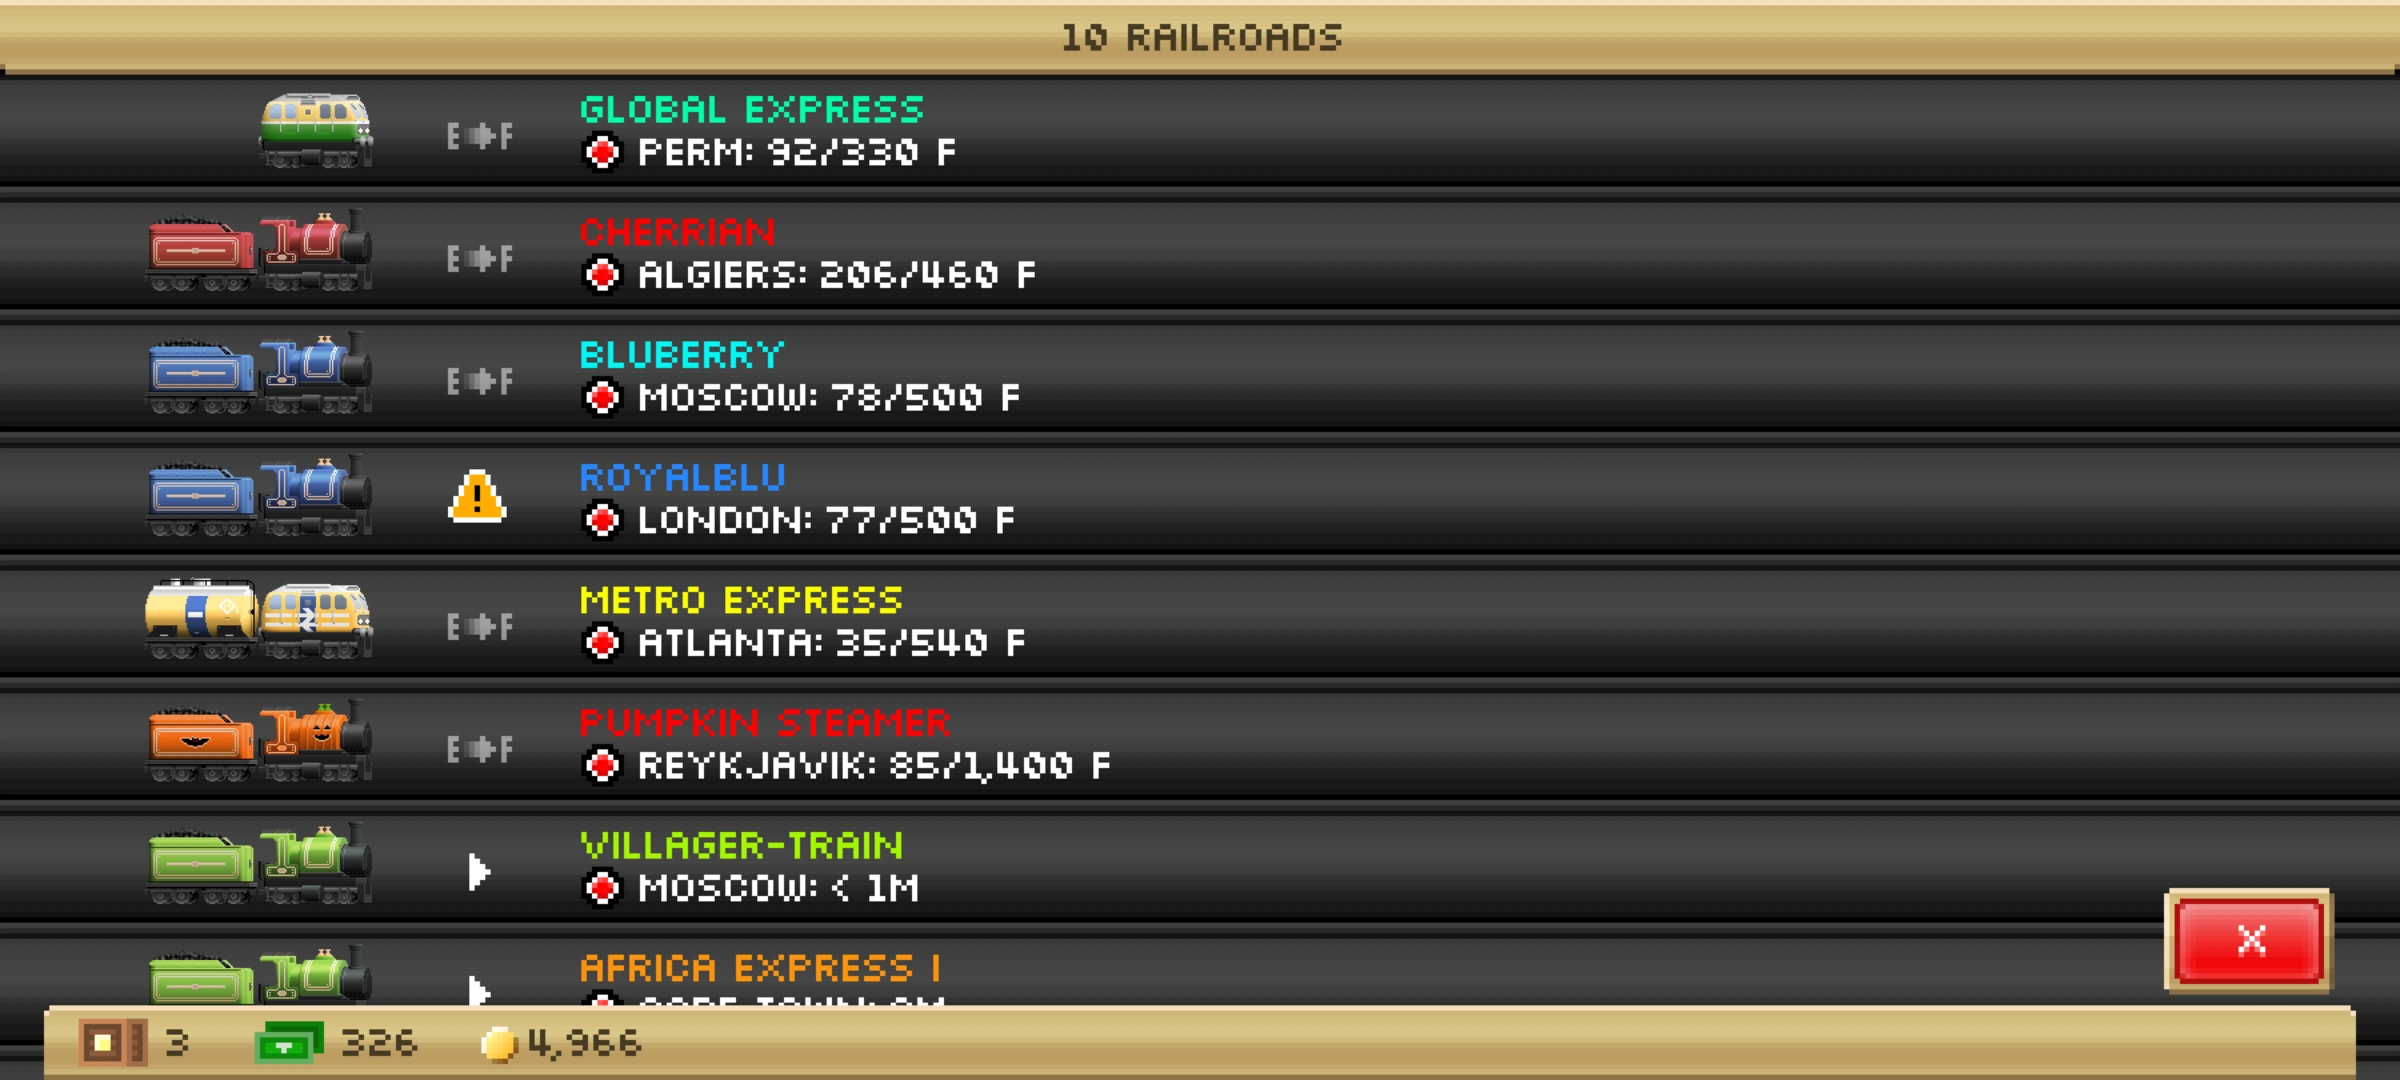 10 RAILROADS
GLOBAL EXPRESS
E F
PERM: 92/330 F
CHERRIAN
E F
ALGIERS: 206/460 F
BLUBERRY
E F
MOSCOW: 78/500 F
ROYALBLU
!
LONDON: 77/500 F
METRO EXPRESS
E F
ATLANTA: 35/540 F
PUMPKIN STEAMER
E F
REYKJAVIK: 85/1,400 F
VILLAGER-TRAIN
MOSCOW: < 1M
AFRICA EXPRESS I
X
3 326 4,966